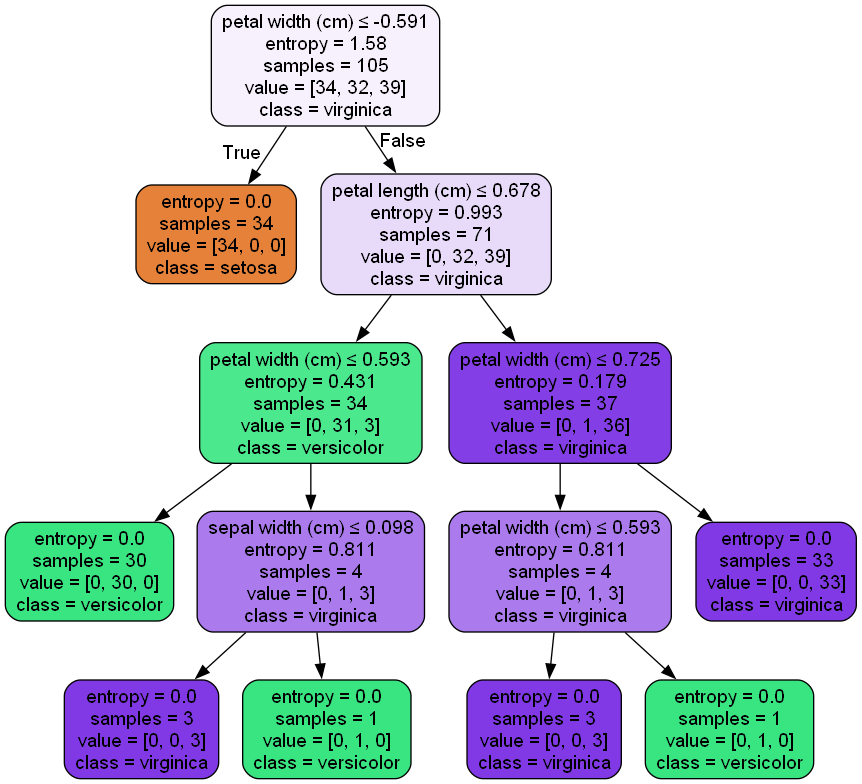 petal width (cm) ≤ -0.591
entropy = 1.58
samples = 105
value = [34, 32, 39]
class = virginica
True
False
entropy = 0.0
samples = 34
value = [34, 0, 0]
class = setosa
petal length (cm) ≤ 0.678
entropy = 0.993
samples = 71
value = [0, 32, 39]
class = virginica
petal width (cm) ≤ 0.593
entropy = 0.431
samples = 34
value = [0, 31, 3]
class = versicolor
petal width (cm) ≤ 0.725
entropy = 0.179
samples = 37
value = [0, 1, 36]
class = virginica
entropy = 0.0
samples = 30
value = [0, 30, 0]
class = versicolor
sepal width (cm) ≤ 0.098
entropy = 0.811
samples = 4
value = [0, 1, 3]
class = virginica
petal width (cm) ≤ 0.593
entropy = 0.811
samples = 4
value = [0, 1, 3]
class = virginica
entropy = 0.0
samples = 33
value = [0, 0, 33]
class = virginica
entropy = 0.0
samples = 3
value = [0, 0, 3]
class = virginica
entropy = 0.0
samples = 1
value = [0, 1, 0]
class = versicolor
entropy = 0.0
samples = 3
value = [0, 0, 3]
class = virginica
entropy = 0.0
samples = 1
value = [0, 1, 0]
class = versicolor